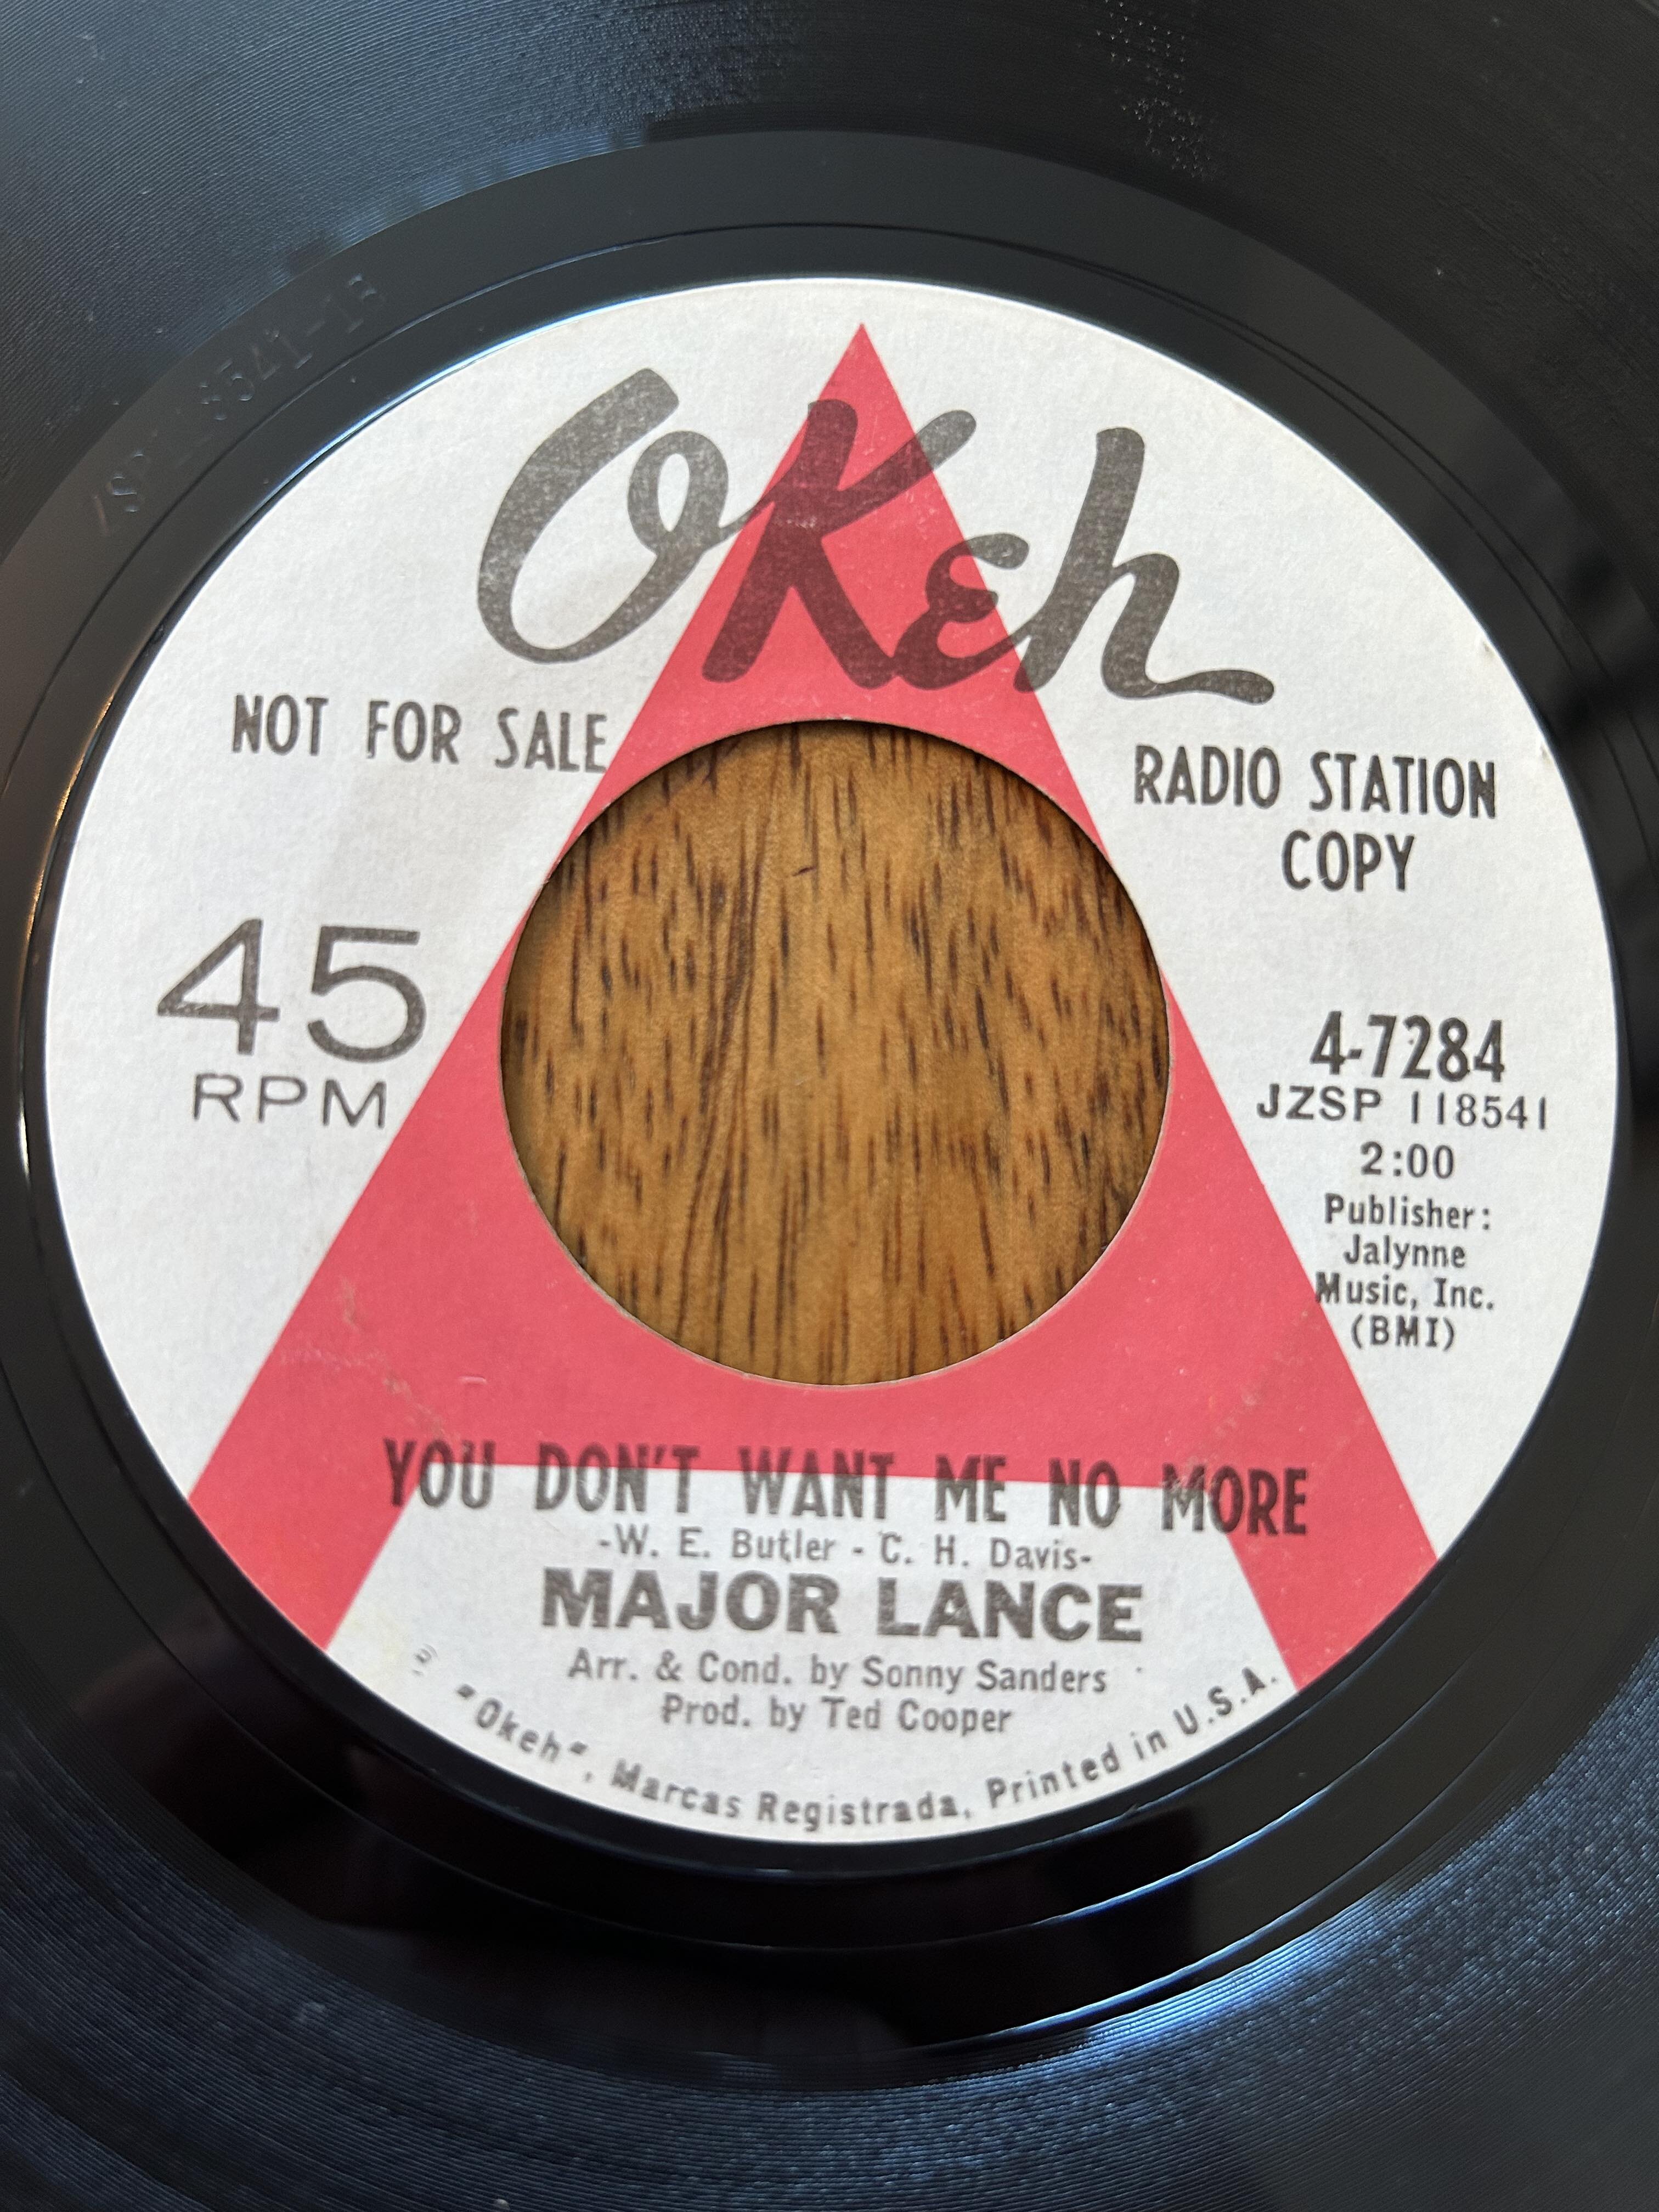 OKeh
NOT FOR SALE
RADIO STATION
COPY
45
RPM
4-7284
JZSP 118541
2:00
Publisher:
Jalynne
Music, Inc.
(BMI)
YOU DON'T WANT ME NO MORE
-W. E. Butler - C. H. Davis-
MAJOR LANCE
Arr. & Cond. by Sonny Sanders
Prod. by Ted Cooper
"Okeh", Marcas Registrada, Printed in U.S.A.